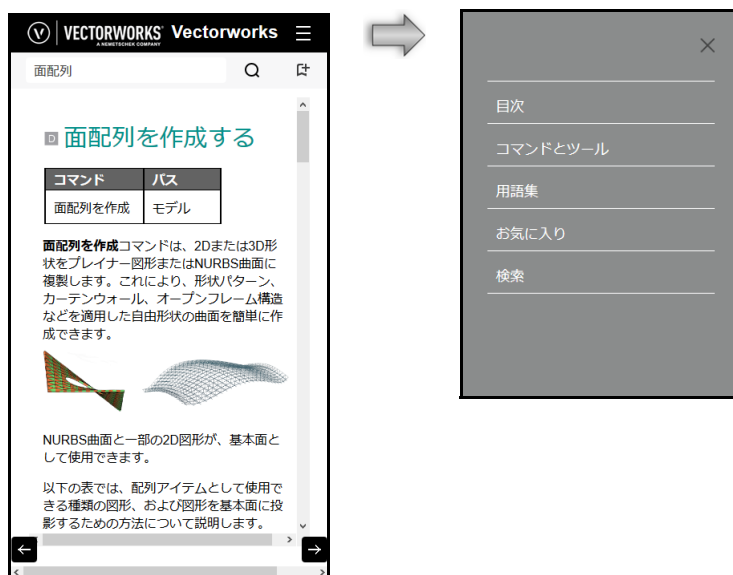 VECTORWORKS Vectorworks
A NEMETSCHEK COMPANY
面配列
D 面配列を作成する
コマンド パス
面配列を作成 モデル
面配列を作成コマンドは、2Dまたは3D形
状をプレイナー図形またはNURBS曲面に
複製します。これにより、形状パターン、
カーテンウォール、オープンフレーム構造
などを適用した自由形状の曲面を簡単に作
成できます。
NURBS曲面と一部の2D図形が、基本面と
して使用できます。
以下の表では、配列アイテムとして使用で
きる種類の図形、および図形を基本面に投
影するための方法について説明します。
目次
コマンドとツール
用語集
お気に入り
検索